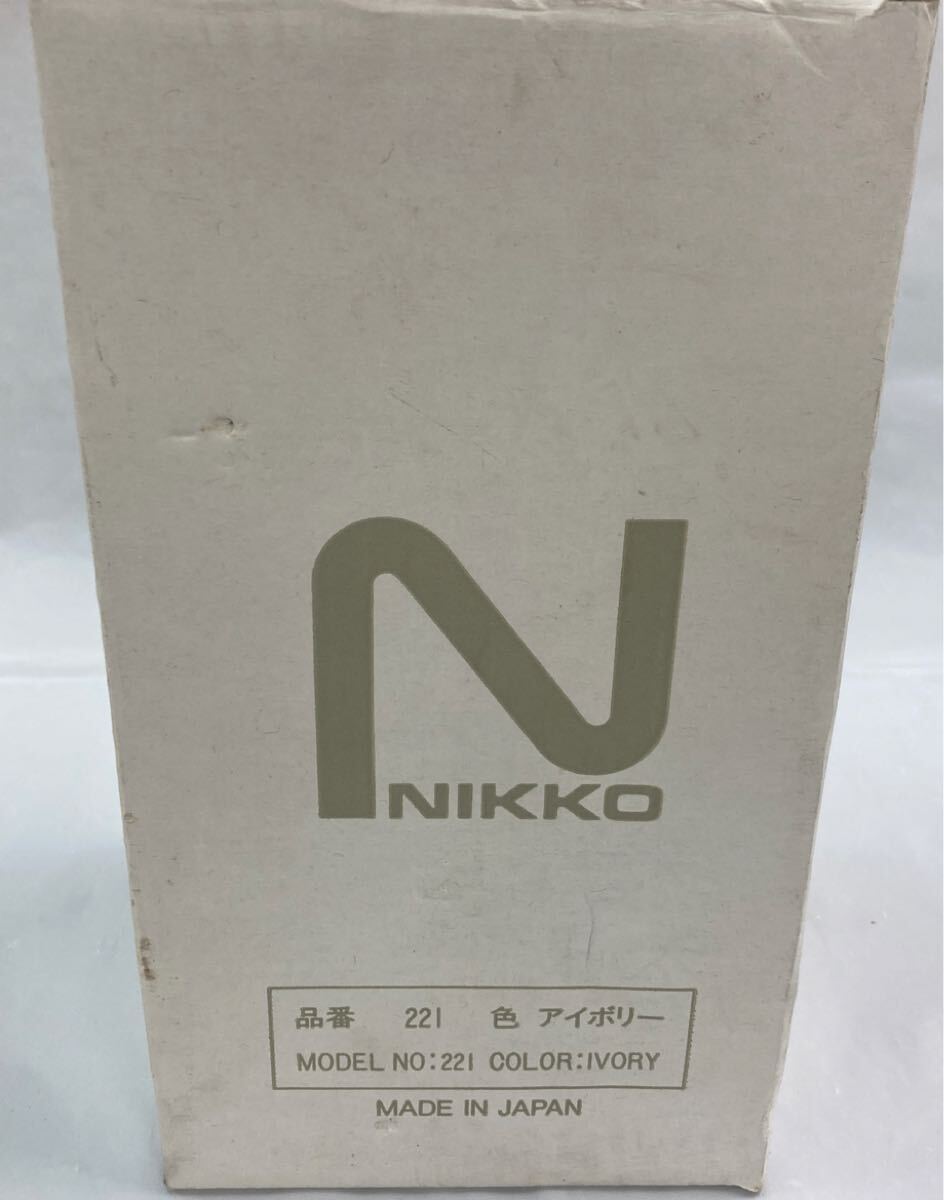 NIKKO
品番 221 色 アイボリー
MODEL NO:221 COLOR:IVORY
MADE IN JAPAN